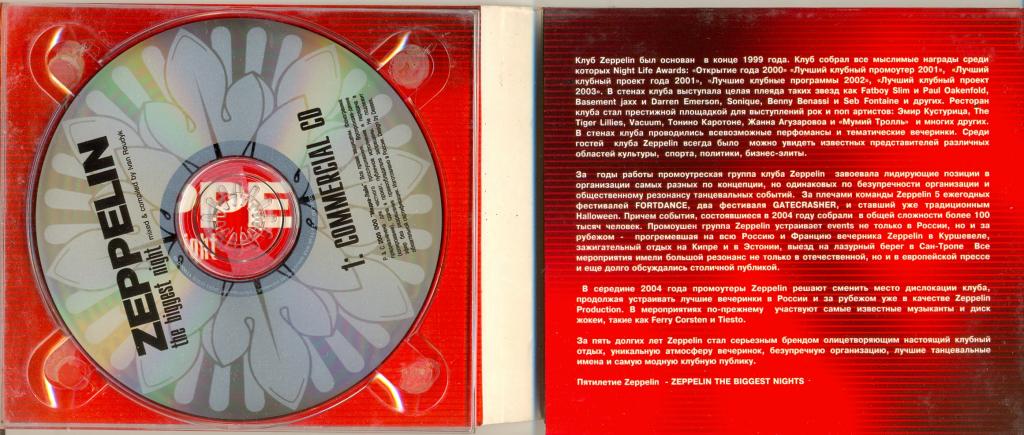 ZEPPELIN
the biggest night mixed & compiled by Ivan Roudyk
1: COMMERCIAL CD
Клуб Zeppelin был основан в конце 1999 года. Клуб собрал все мыслимые награды среди
которых Night Life Awards: «Открытие года 2000» «Лучший клубный промоутер 2001», «Лучший
клубный проект года 2001», «Лучшие клубные программы 2002», «Лучший клубный проект
2003». В стенах клуба выступала целая плеяда таких звезд как Fatboy Slim и Paul Oakenfold,
Basement jaxx и Darren Emerson, Sonique, Benny Benassi и Seb Fontaine и других. Ресторан
клуба стал престижной площадкой для выступлений рок и поп артистов: Эмир Кустурица, The
Tiger Lillies, Vacuum, Тонино Каротоне, Жанна Агузарова и «Мумий Тролль» и многих других.
В стенах клуба проводились всевозможные перфомансы и тематические вечеринки. Среди
гостей клуба Zeppelin всегда было можно увидеть известных представителей различных
областей культуры, спорта, политики, бизнес-элиты.
За годы работы промоутреская группа клуба Zeppelin завоевала лидирующие позиции в
организации самых разных по концепции, но одинаковых по безупречности организации и
общественному резонансу танцевальных событий. За плечами команды Zeppelin 5 ежегодных
фестивалей FORTDANCE, два фестиваля GATECRASHER, и ставший уже традиционным
Halloween. Причем события, состоявшиеся в 2004 году собрали в общей сложности более 100
тысяч человек. Промоушен группа Zeppelin устраивает events не только в России, но и за
рубежом - прогремевшая на всю Россию и Францию вечерника Zeppelin в Куршевеле,
зажигательный отдых на Кипре и в Эстонии, выезд на лазурный берег в Сан-Тропе Все
мероприятия имели большой резонанс не только в отечественной, но и в европейской прессе
и еще долго обсуждались столичной публикой.
В середине 2004 года промоутеры Zeppelin решают сменить место дислокации клуба,
продолжая устраивать лучшие вечеринки в России и за рубежом уже в качестве Zeppelin
Production. В мероприятиях по-прежнему участвуют самые известные музыканты и диск
жокеи, такие как Ferry Corsten и Tiesto.
За пять долгих лет Zeppelin стал серьезным брендом олицетворяющим настоящий клубный
отдых, уникальную атмосферу вечеринок, безупречную организацию, лучшие танцевальные
имена и самую модную клубную публику.
Пятилетие Zeppelin - ZEPPELIN THE BIGGEST NIGHTS